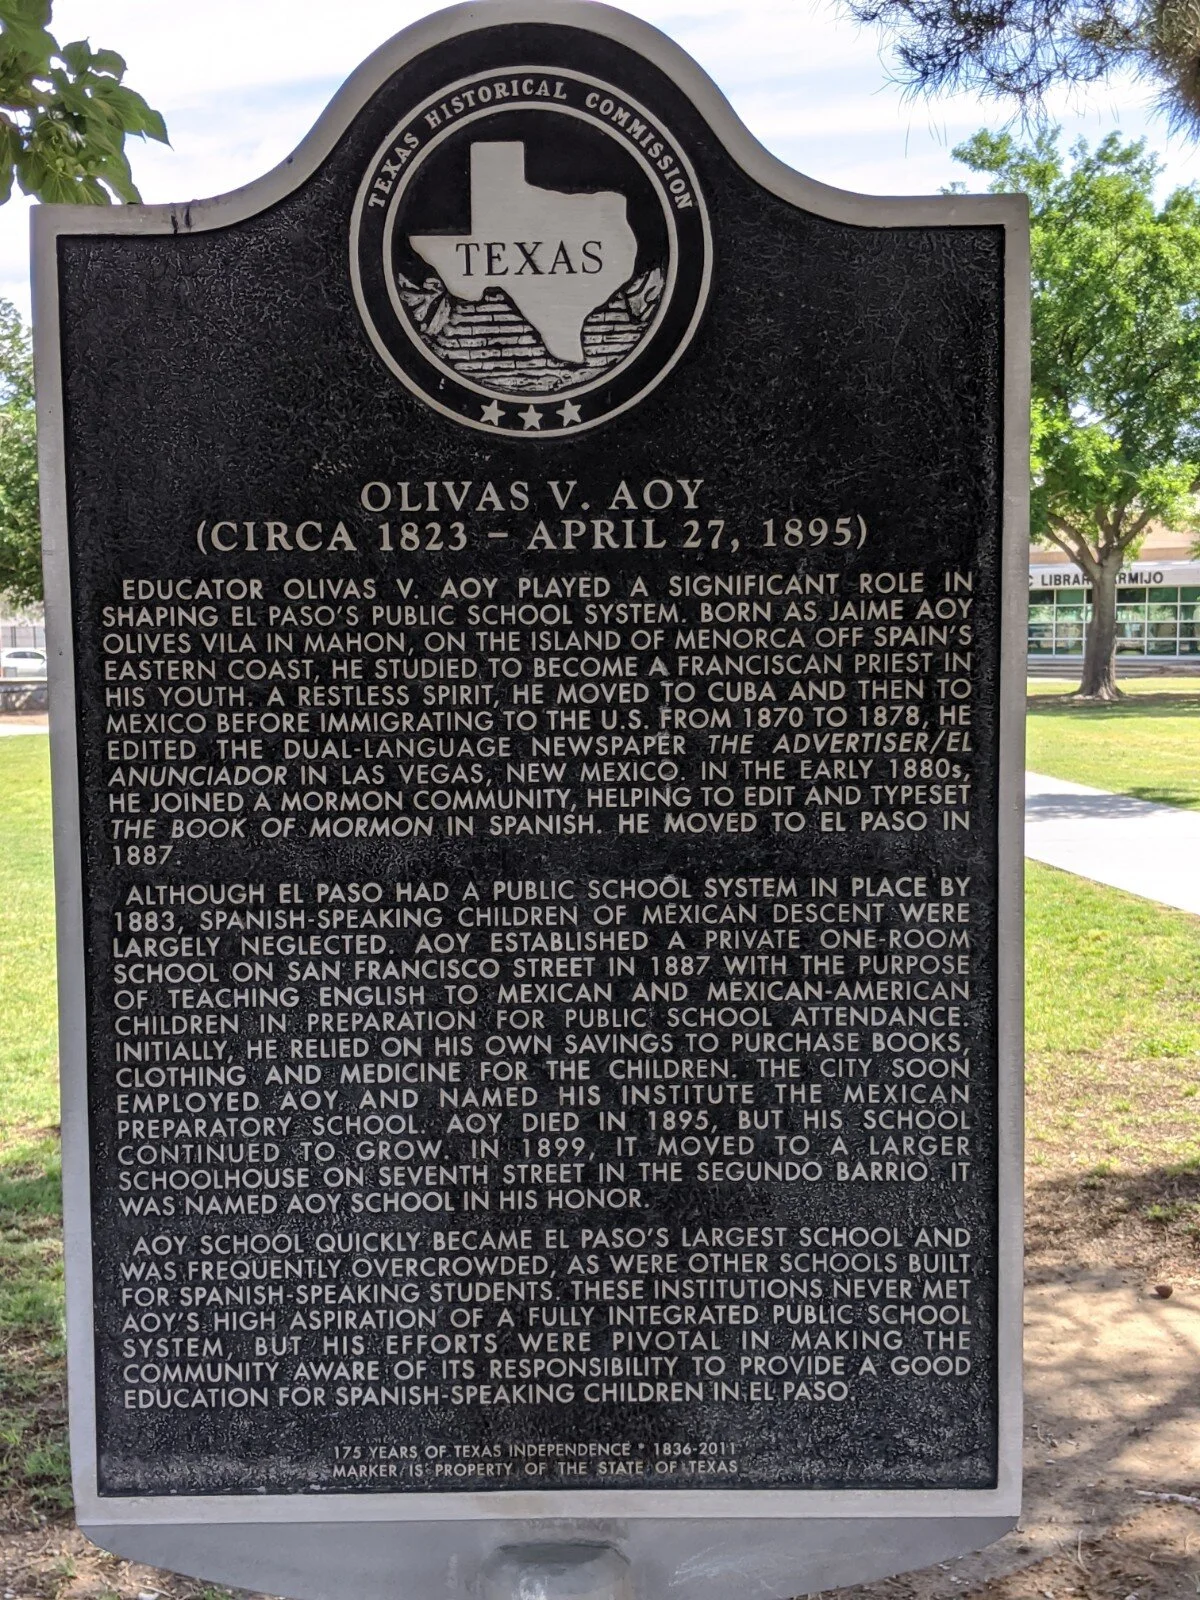 TEXAS HISTORICAL COMMISSION
TEXAS
OLIVAS V. AOY
(CIRCA 1823 – APRIL 27, 1895)
EDUCATOR OLIVAS V. AOY PLAYED A SIGNIFICANT ROLE IN
SHAPING EL PASO'S PUBLIC SCHOOL SYSTEM. BORN AS JAIME AOY
OLIVES VILA IN MAHON, ON THE ISLAND OF MENORCA OFF SPAIN'S
EASTERN COAST, HE STUDIED TO BECOME A FRANCISCAN PRIEST IN
HIS YOUTH. A RESTLESS SPIRIT, HE MOVED TO CUBA AND THEN TO
MEXICO BEFORE IMMIGRATING TO THE U.S. FROM 1870 TO 1878, HE
EDITED THE DUAL-LANGUAGE NEWSPAPER THE ADVERTISER/EL
ANUNCIADOR IN LAS VEGAS, NEW MEXICO. IN THE EARLY 1880s,
HE JOINED A MORMON COMMUNITY, HELPING TO EDIT AND TYPESET
THE BOOK OF MORMON IN SPANISH. HE MOVED TO EL PASO IN
1887.
ALTHOUGH EL PASO HAD A PUBLIC SCHOOL SYSTEM IN PLACE BY
1883, SPANISH-SPEAKING CHILDREN OF MEXICAN DESCENT WERE
LARGELY NEGLECTED. AOY ESTABLISHED A PRIVATE ONE-ROOM
SCHOOL ON SAN FRANCISCO STREET IN 1887 WITH THE PURPOSE
OF TEACHING ENGLISH TO MEXICAN AND MEXICAN-AMERICAN
CHILDREN IN PREPARATION FOR PUBLIC SCHOOL ATTENDANCE.
INITIALLY, HE RELIED ON HIS OWN SAVINGS TO PURCHASE BOOKS,
CLOTHING AND MEDICINE FOR THE CHILDREN. THE CITY SOON
EMPLOYED AOY AND NAMED HIS INSTITUTE THE MEXICAN
PREPARATORY SCHOOL. AOY DIED IN 1895, BUT HIS SCHOOL
CONTINUED TO GROW. IN 1899, IT MOVED TO A LARGER
SCHOOLHOUSE ON SEVENTH STREET IN THE SEGUNDO BARRIO. IT
WAS NAMED AOY SCHOOL IN HIS HONOR.
AOY SCHOOL QUICKLY BECAME EL PASO'S LARGEST SCHOOL AND
WAS FREQUENTLY OVERCROWDED, AS WERE OTHER SCHOOLS BUILT
FOR SPANISH-SPEAKING STUDENTS. THESE INSTITUTIONS NEVER MET
AOY'S HIGH ASPIRATION OF A FULLY INTEGRATED PUBLIC SCHOOL
SYSTEM, BUT HIS EFFORTS WERE PIVOTAL IN MAKING THE
COMMUNITY AWARE OF ITS RESPONSIBILITY TO PROVIDE A GOOD
EDUCATION FOR SPANISH-SPEAKING CHILDREN IN EL PASO.
175 YEARS OF TEXAS INDEPENDENCE * 1836-2011
MARKER IS PROPERTY OF THE STATE OF TEXAS
C LIBRAR RMIJO